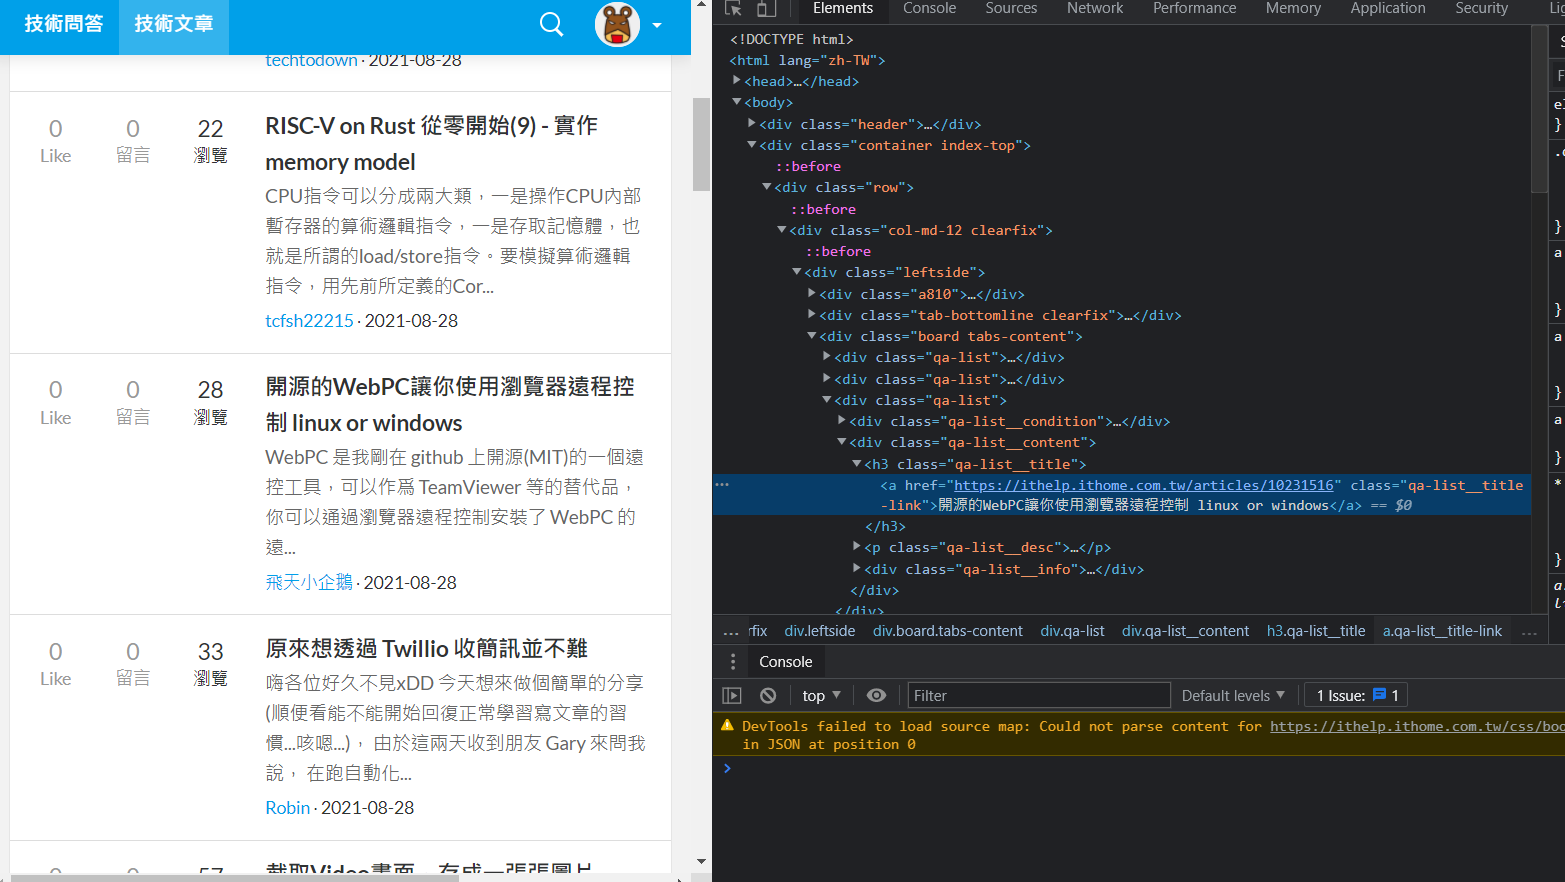 技術問答
技術文章
techtodown · 2021-08-28
0
Like
0
留言
22
瀏覽
RISC-V on Rust 從零開始(9) - 實作
memory model
CPU指令可以分成兩大類，一是操作CPU內部
暫存器的算術邏輯指令，一是存取記憶體，也
就是所謂的load/store指令。要模擬算術邏輯
指令，用先前所定義的Cor...
tcfsh22215 · 2021-08-28
0
Like
0
留言
28
瀏覽
開源的WebPC讓你使用瀏覽器遠程控
制 linux or windows
WebPC 是我剛在 github 上開源(MIT)的一個遠
控工具，可以作爲 TeamViewer 等的替代品，
你可以通過瀏覽器遠程控制安裝了 WebPC 的
遠...
飛天小企鵝 · 2021-08-28
0
Like
0
留言
33
瀏覽
原來想透過 Twillio 收簡訊並不難
嗨各位好久不見xDD 今天想來做個簡單的分享
(順便看能不能開始回復正常學習寫文章的習
慣...咳嗯...)， 由於這兩天收到朋友 Gary 來問我
說， 在跑自動化...
Robin · 2021-08-28
0
0
57
截取Video畫面，存成一張張圖片
Elements Console Sources Network Performance Memory Application Security
<!DOCTYPE html>
<html lang="zh-TW">
<head>…</head>
<body>
<div class="header">…</div>
<div class="container index-top">
::before
<div class="row">
::before
<div class="col-md-12 clearfix">
::before
<div class="leftside">
<div class="a810">…</div>
<div class="tab-bottomline clearfix">…</div>
<div class="board tabs-content">
<div class="qa-list">…</div>
<div class="qa-list">…</div>
<div class="qa-list">
<div class="qa-list__condition">…</div>
<div class="qa-list__content">
<h3 class="qa-list__title">
<a href="https://ithelp.ithome.com.tw/articles/10231516" class="qa-list__title
-link">開源的WebPC讓你使用瀏覽器遠程控制 linux or windows</a> == $0
</h3>
<p class="qa-list__desc">…</p>
<div class="qa-list__info">…</div>
</div>
</div>
... rfix div.leftside div.board.tabs-content div.qa-list div.qa-list__content h3.qa-list__title a.qa-list__title-link ...
Console
top Filter Default levels 1 Issue: 1
DevTools failed to load source map: Could not parse content for https://ithelp.ithome.com.tw/css/boo
in JSON at position 0